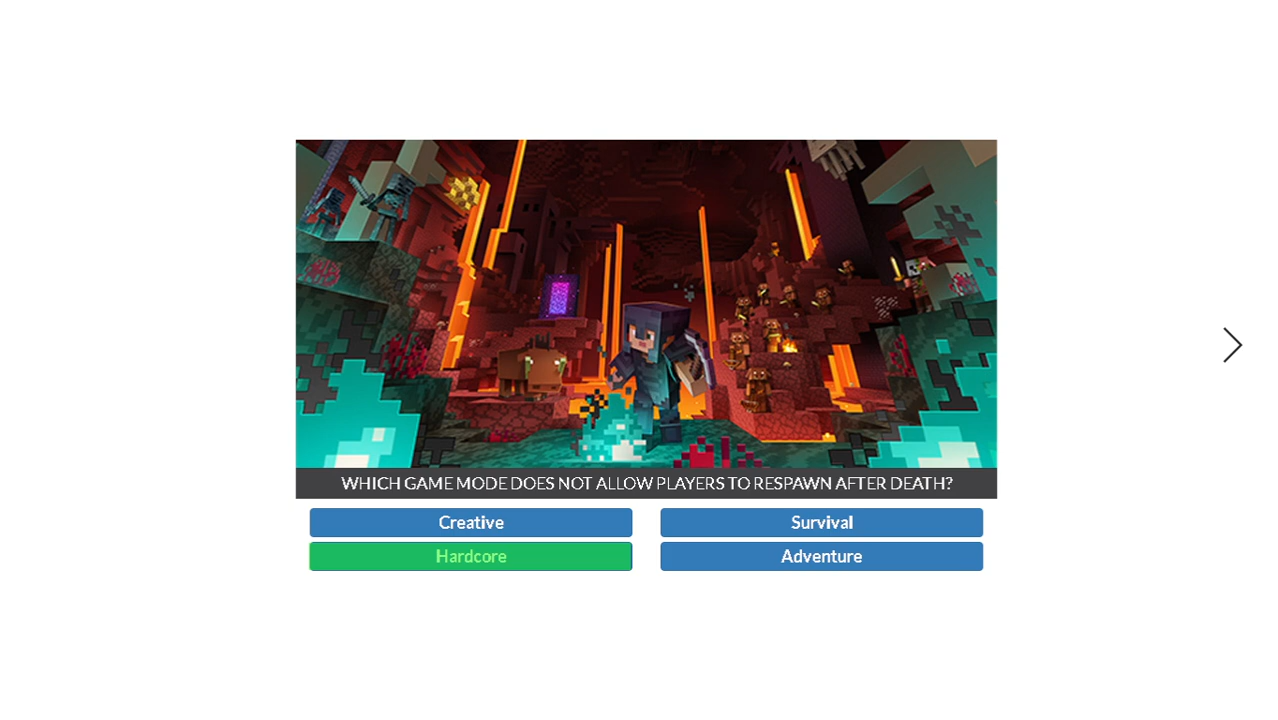 WHICH GAME MODE DOES NOT ALLOW PLAYERS TO RESPAWN AFTER DEATH?
Creative
Survival
Hardcore
Adventure